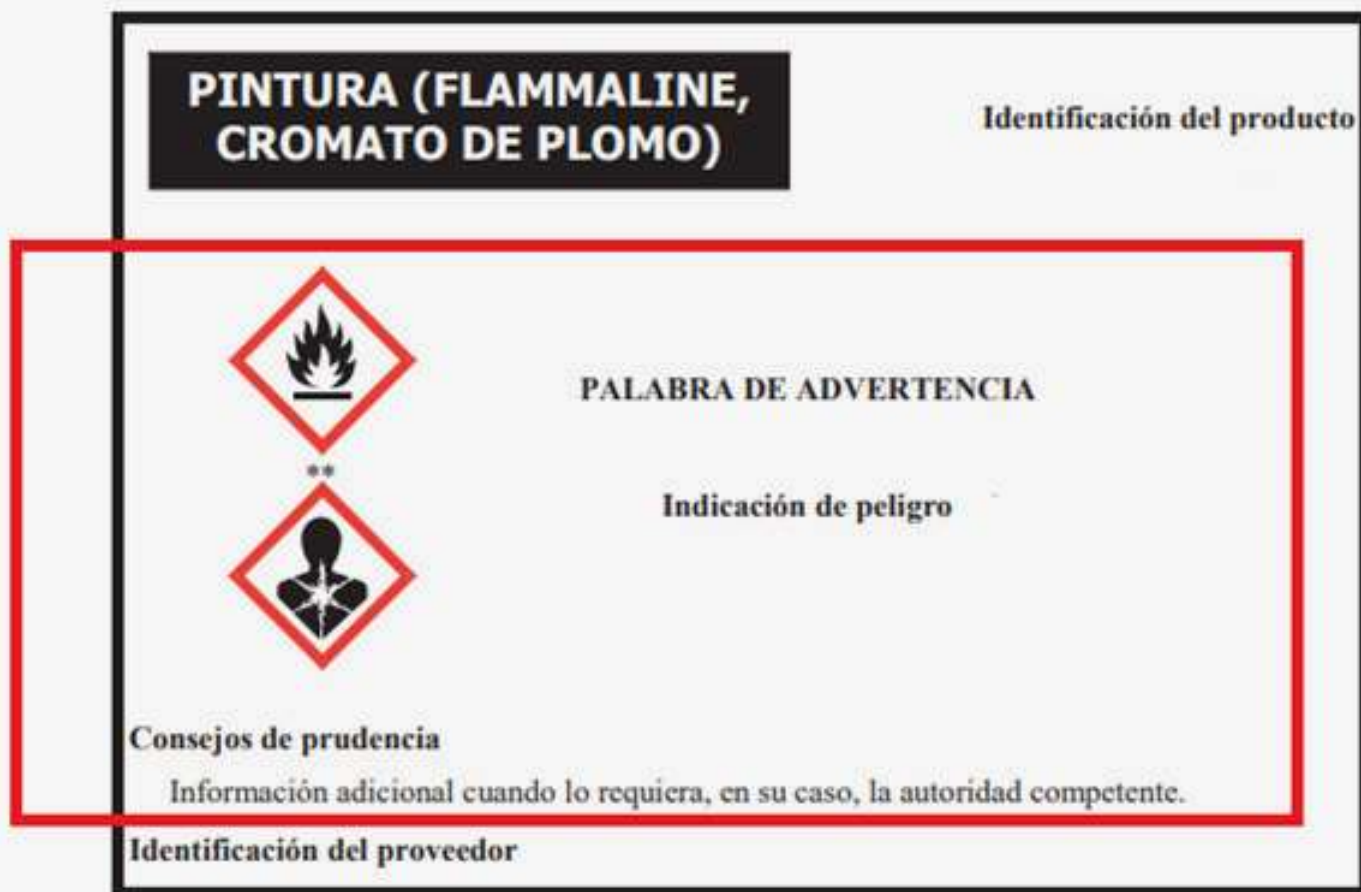 PINTURA (FLAMMALINE,
CROMATO DE PLOMO)
Identificación del producto
PALABRA DE ADVERTENCIA
**
Indicación de peligro
Consejos de prudencia
Información adicional cuando lo requiera, en su caso, la autoridad competente.
Identificación del proveedor